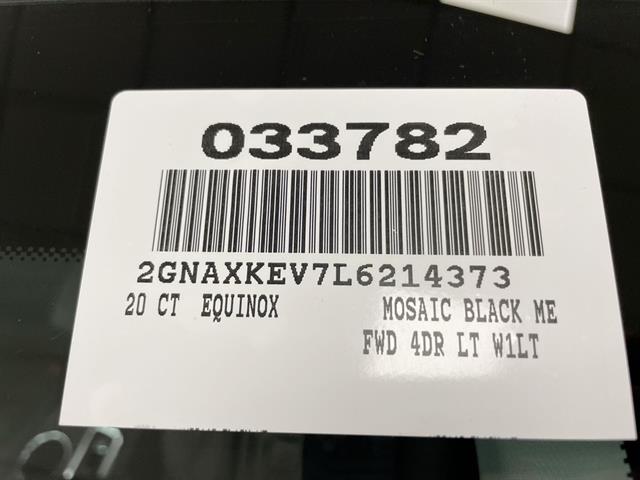 033782
2GNAXKEV7L6214373
20 CT EQUINOX MOSAIC BLACK ME
FWD 4DR LT W1LT